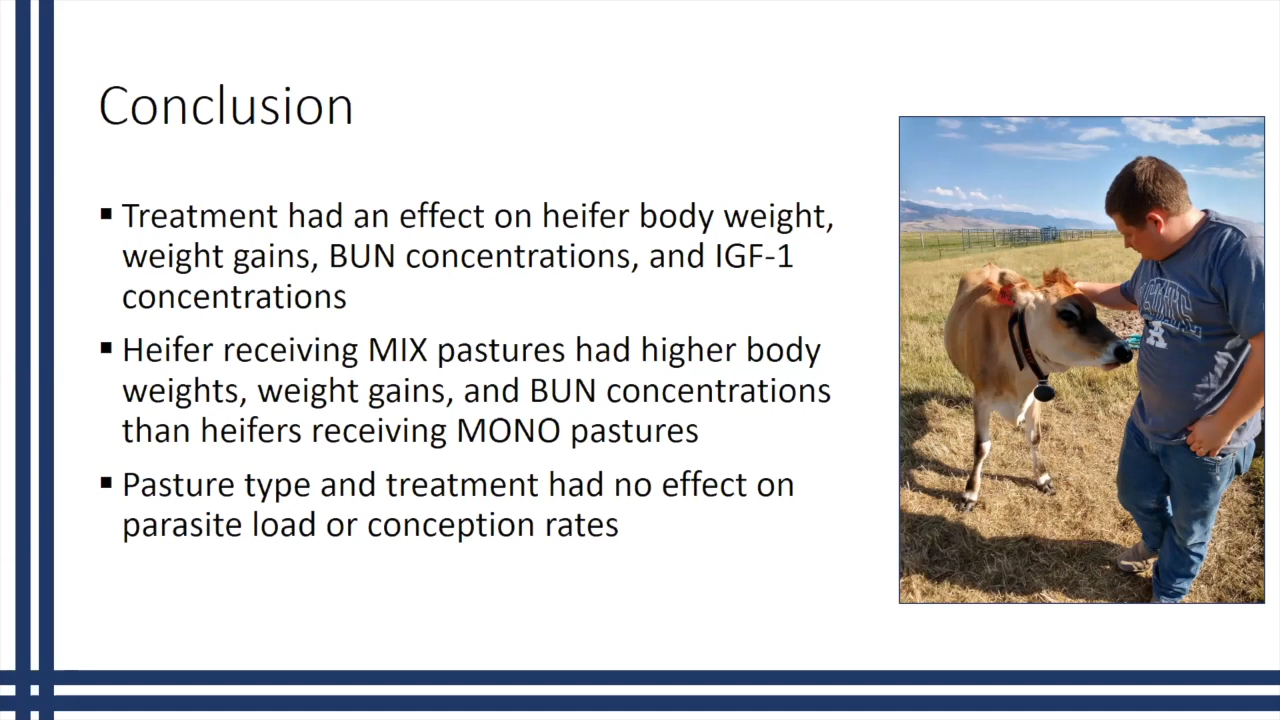 Conclusion
▪ Treatment had an effect on heifer body weight,
weight gains, BUN concentrations, and IGF-1
concentrations
▪ Heifer receiving MIX pastures had higher body
weights, weight gains, and BUN concentrations
than heifers receiving MONO pastures
▪ Pasture type and treatment had no effect on
parasite load or conception rates